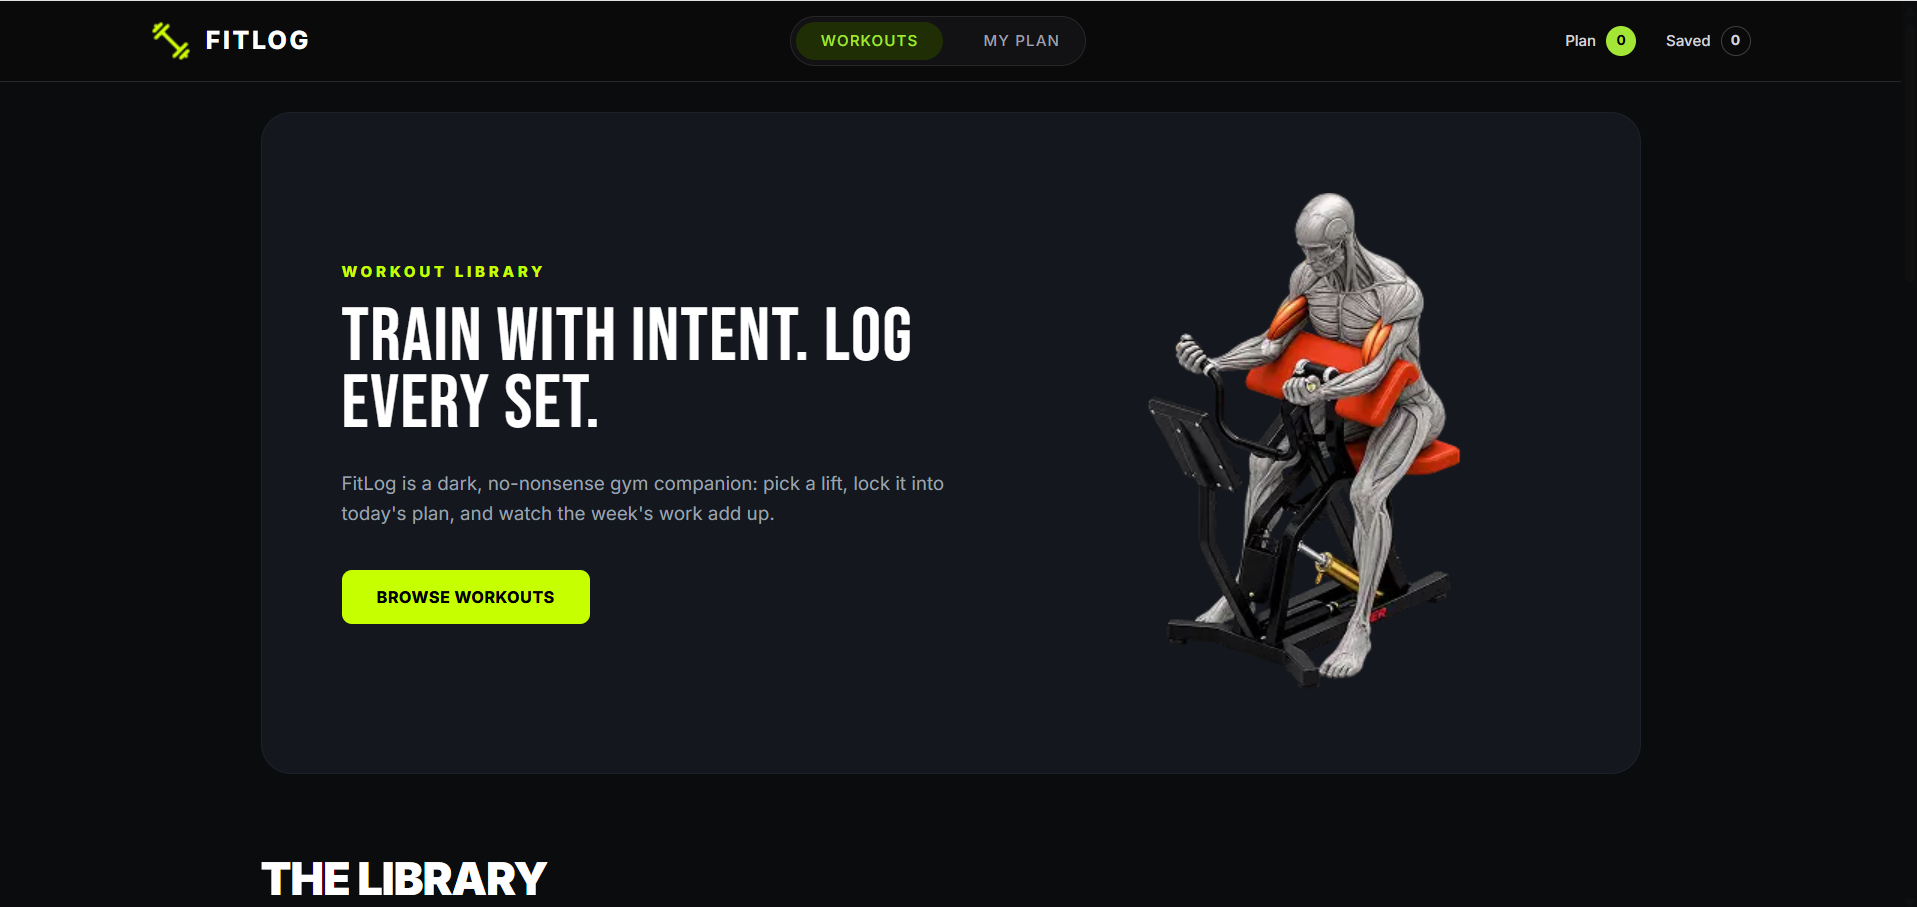 FITLOG
WORKOUTS
MY PLAN
Plan 0
Saved 0
WORKOUT LIBRARY
TRAIN WITH INTENT. LOG
EVERY SET.
FitLog is a dark, no-nonsense gym companion: pick a lift, lock it into
today's plan, and watch the week's work add up.
BROWSE WORKOUTS
THE LIBRARY